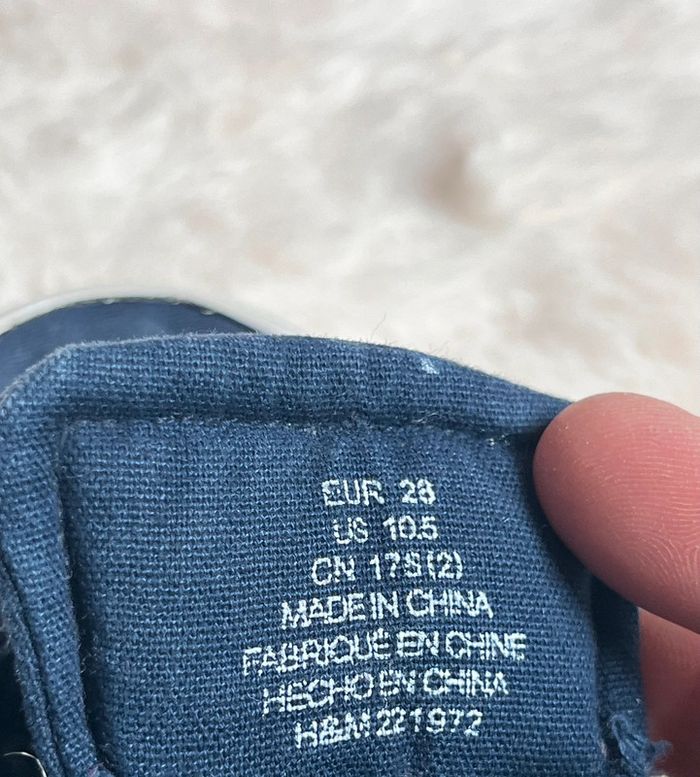 EUR 28
US 10.5
CN 175(2)
MADE IN CHINA
FABRIQUÉ EN CHINE
HECHO EN CHINA
H&M 221972